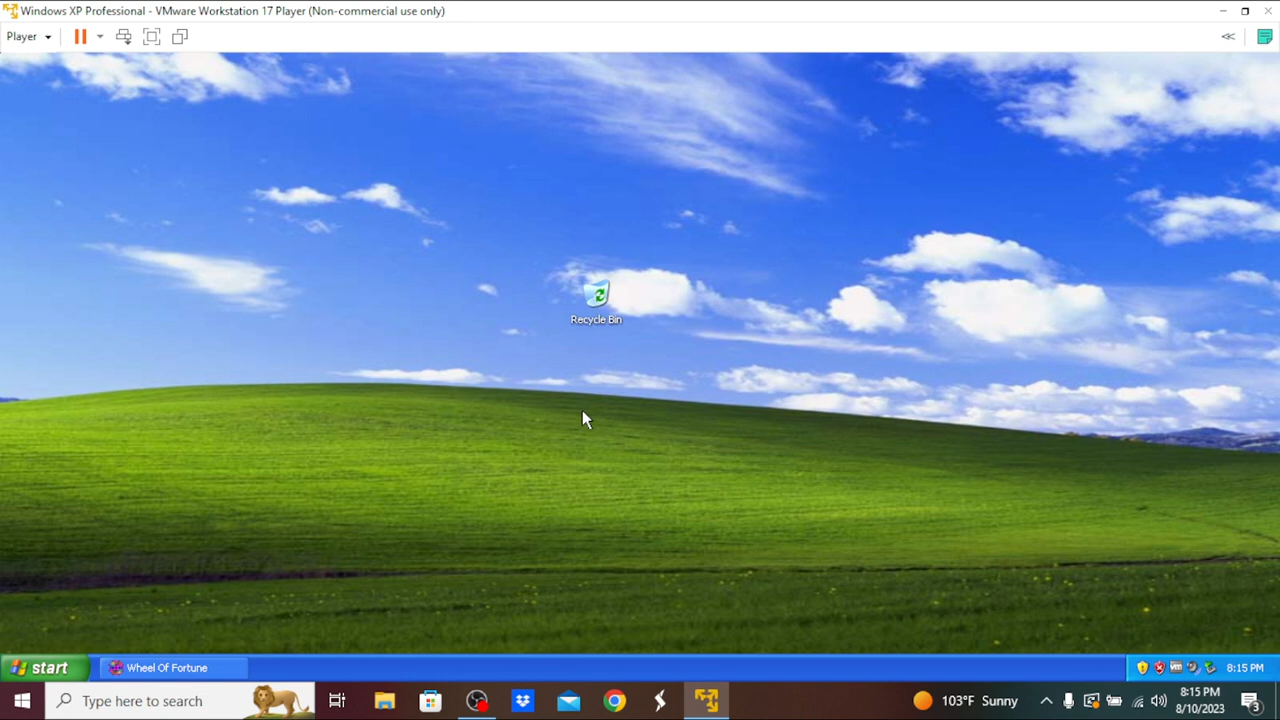 Windows XP Professional - VMware Workstation 17 Player (Non-commercial use only)
Player
Recycle Bin
start
Wheel Of Fortune
8:15 PM
Type here to search
103°F Sunny
8:15 PM
8/10/2023
3